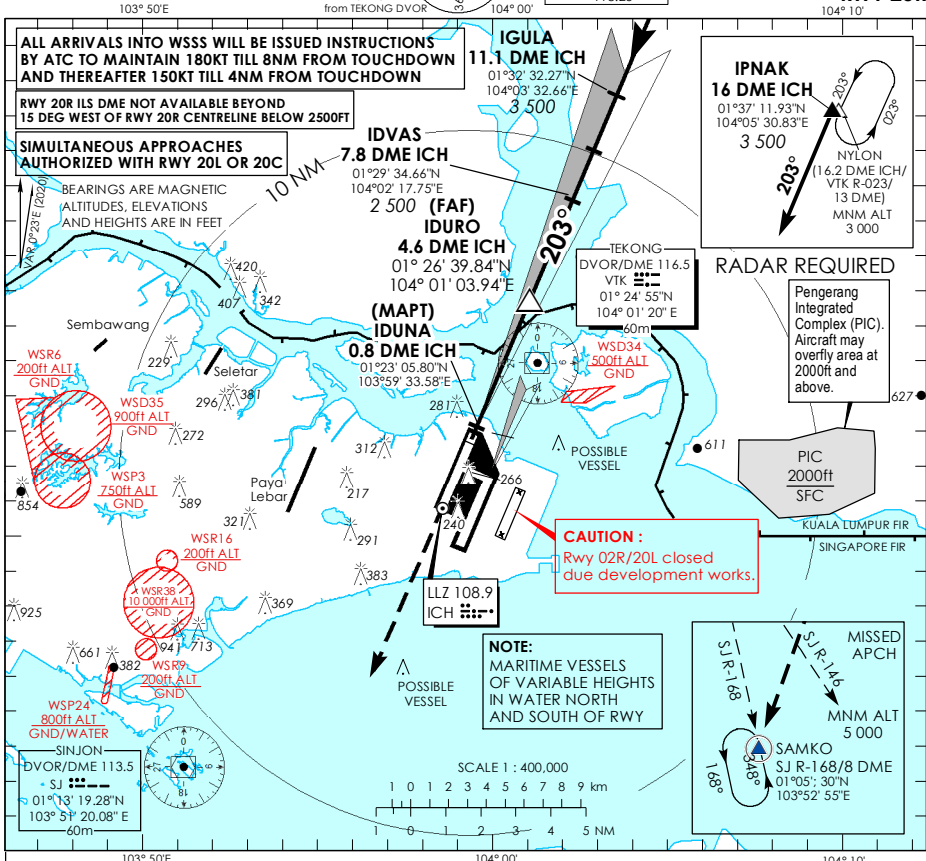 103° 50'E
from TEKONG DVOR
104° 00'
104° 10'
ALL ARRIVALS INTO WSSS WILL BE ISSUED INSTRUCTIONS
BY ATC TO MAINTAIN 180KT TILL 8NM FROM TOUCHDOWN
AND THEREAFTER 150KT TILL 4NM FROM TOUCHDOWN
RWY 20R ILS DME NOT AVAILABLE BEYOND
15 DEG WEST OF RWY 20R CENTRELINE BELOW 2500FT
SIMULTANEOUS APPROACHES
AUTHORIZED WITH RWY 20L OR 20C
BEARINGS ARE MAGNETIC
ALTITUDES, ELEVATIONS
AND HEIGHTS ARE IN FEET
VAR 0°23'E (2020)
10 NM
IGULA
11.1 DME ICH
01°32' 32.27"N
104°03' 32.66"E
3 500
IDVAS
7.8 DME ICH
01°29' 34.66"N
104°02' 17.75"E
2 500
(FAF)
IDURO
4.6 DME ICH
01° 26' 39.84"N
104° 01' 03.94"E
(MAPT)
IDUNA
0.8 DME ICH
01°23' 05.80"N
103°59' 33.58"E
203°
IPNAK
16 DME ICH
01°37' 11.93"N
104°05' 30.83"E
3 500
203°
023°
203°
NYLON
(16.2 DME ICH/
VTK R-023/
13 DME)
MNM ALT
3 000
TEKONG
DVOR/DME 116.5
VTK
01° 24' 55"N
104° 01' 20" E
60m
RADAR REQUIRED
Pengerang
Integrated
Complex (PIC).
Aircraft may
overfly area at
2000ft and
above.
PIC
2000ft
SFC
627
611
KUALA LUMPUR FIR
SINGAPORE FIR
WSD34
500ft ALT
GND
0
9
18
27
POSSIBLE
VESSEL
420
407
342
Sembawang
229
Seletar
296
381
272
281
312
217
Paya
Lebar
589
321
291
383
369
266
240
854
925
661
382
941
713
WSR6
200ft ALT
GND
WSD35
900ft ALT
GND
WSP3
750ft ALT
GND
WSR16
200ft ALT
GND
WSR38
10 000ft ALT
GND
WSR9
200ft ALT
GND
WSP24
800ft ALT
GND/WATER
CAUTION :
Rwy 02R/20L closed
due development works.
LLZ 108.9
ICH
NOTE:
MARITIME VESSELS
OF VARIABLE HEIGHTS
IN WATER NORTH
AND SOUTH OF RWY
POSSIBLE
VESSEL
SINJON
DVOR/DME 113.5
SJ
01° 13' 19.28"N
103° 51' 20.08" E
60m
0
9
18
27
SCALE 1 : 400,000
1 0 1 2 3 4 5 6 7 8 9 km
1 0 1 2 3 4 5 NM
MISSED
APCH
SJ R-168
SJ R-146
MNM ALT
5 000
SAMKO
SJ R-168/8 DME
01°05'; 30"N
103°52' 55"E
168°
348°
103° 50'E
104° 00'
104° 10'